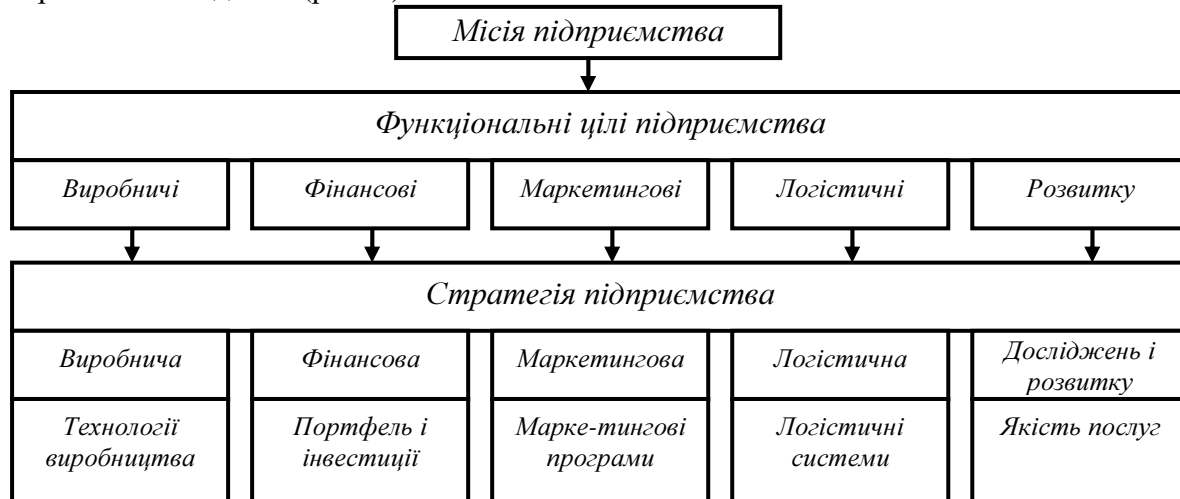 Місія підприємства
Функціональні цілі підприємства
Виробничі Фінансові Маркетингові Логістичні Розвитку
Стратегія підприємства
Виробнича Фінансова Маркетингова Логістична Досліджень і розвитку
Технології виробництва
Портфель і інвестиції
Марке-тингові програми
Логістичні системи
Якість послуг